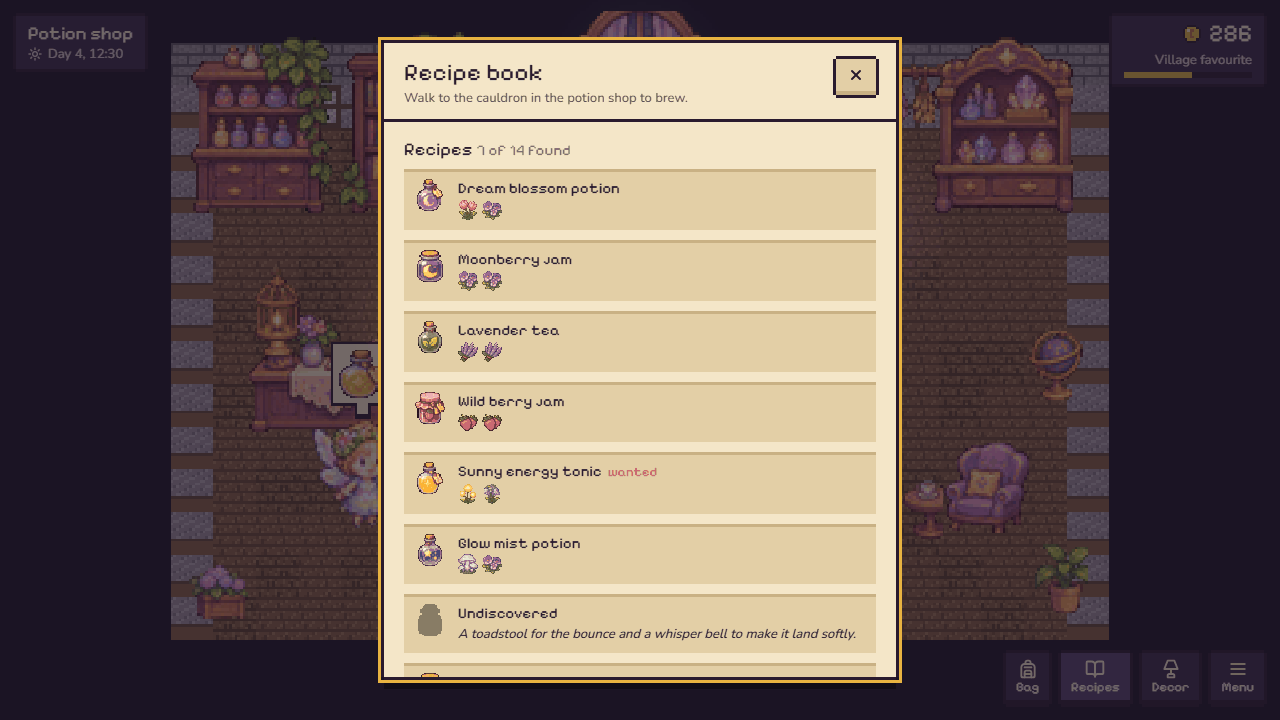 Potion shop
Day 4, 12:30
286
Village favourite
Recipe book
Walk to the cauldron in the potion shop to brew.
Recipes 7 of 14 found
Dream blossom potion
Moonberry jam
Lavender tea
Wild berry jam
Sunny energy tonic wanted
Glow mist potion
Undiscovered
A toadstool for the bounce and a whisper bell to make it land softly.
Bag
Recipes
Decor
Menu